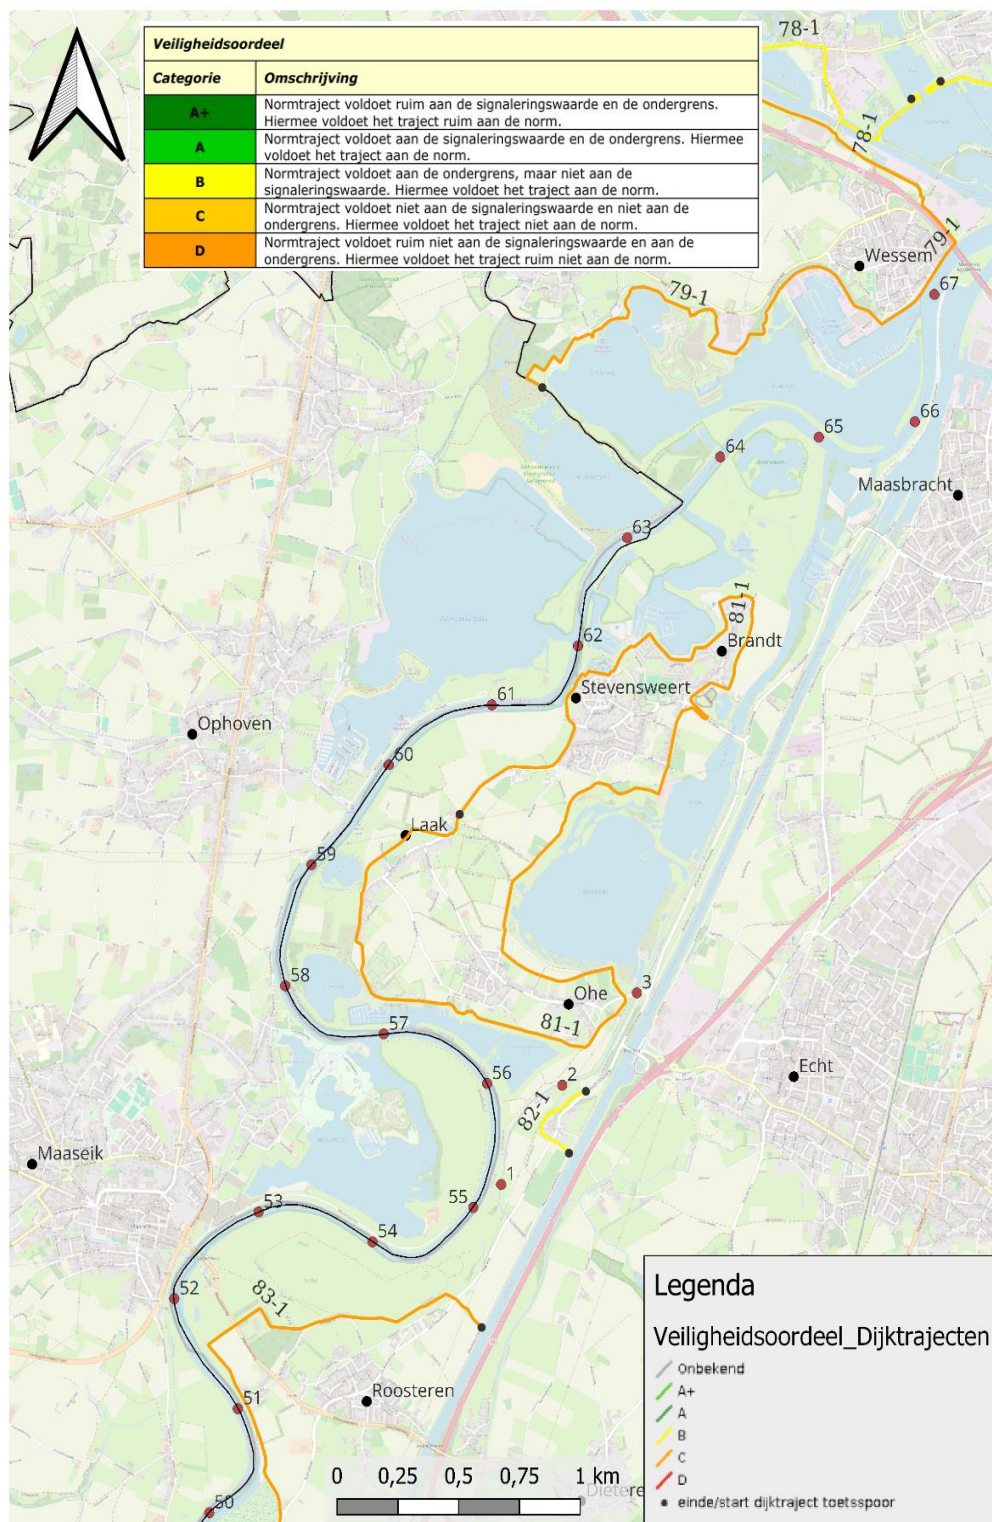 Veiligheidsoordeel
Categorie Omschrijving
A+ Normtraject voldoet ruim aan de signaleringswaarde en de ondergrens.
Hiermee voldoet het traject ruim aan de norm.
A Normtraject voldoet aan de signaleringswaarde en de ondergrens. Hiermee
voldoet het traject aan de norm.
B Normtraject voldoet aan de ondergrens, maar niet aan de
signaleringswaarde. Hiermee voldoet het traject aan de norm.
C Normtraject voldoet niet aan de signaleringswaarde en niet aan de
ondergrens. Hiermee voldoet het traject niet aan de norm.
D Normtraject voldoet ruim niet aan de signaleringswaarde en aan de
ondergrens. Hiermee voldoet het traject ruim niet aan de norm.
78-1
78-1
79-1
Wessem
79-1
67
66
65
64
Maasbracht
63
81-1
62
Brandt
61
Stevensweert
Ophoven
60
Laak
59
58
3
Ohe
57
81-1
56
2
Echt
82-1
Maaseik
1
55
53
54
52
83-1
51
Roosteren
50
0 0,25 0,5 0,75 1 km
Dietere
Legenda
Veiligheidsoordeel_Dijktrajecten
Onbekend
A+
A
B
C
D
einde/start dijktraject toetsspoor